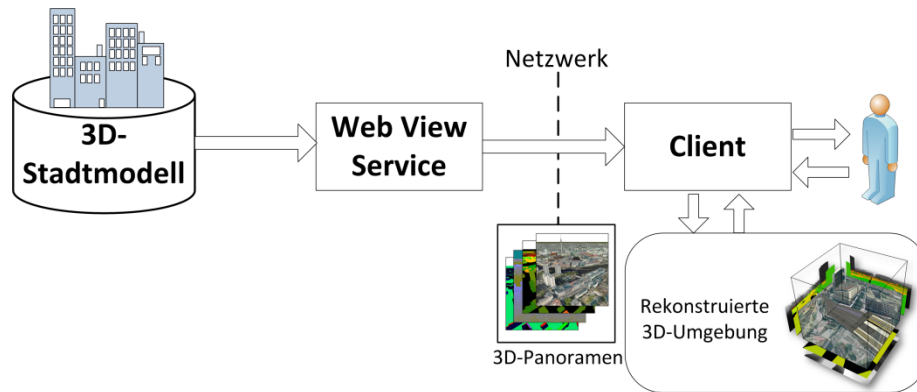 Netzwerk
3D-
Stadtmodell
Web View
Service
Client
3D-Panoramen
Rekonstruierte
3D-Umgebung